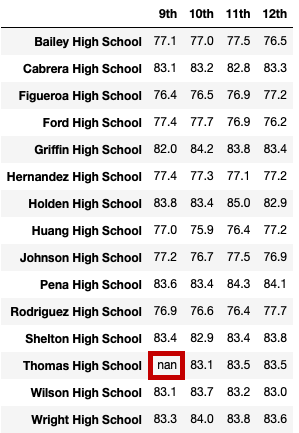 9th 10th 11th 12th
Bailey High School 77.1 77.0 77.5 76.5
Cabrera High School 83.1 83.2 82.8 83.3
Figueroa High School 76.4 76.5 76.9 77.2
Ford High School 77.4 77.7 76.9 76.2
Griffin High School 82.0 84.2 83.8 83.4
Hernandez High School 77.4 77.3 77.1 77.2
Holden High School 83.8 83.4 85.0 82.9
Huang High School 77.0 75.9 76.4 77.2
Johnson High School 77.2 76.7 77.5 76.9
Pena High School 83.6 83.4 84.3 84.1
Rodriguez High School 76.9 76.6 76.4 77.7
Shelton High School 83.4 82.9 83.4 83.8
Thomas High School nan 83.1 83.5 83.5
Wilson High School 83.1 83.7 83.2 83.0
Wright High School 83.3 84.0 83.8 83.6